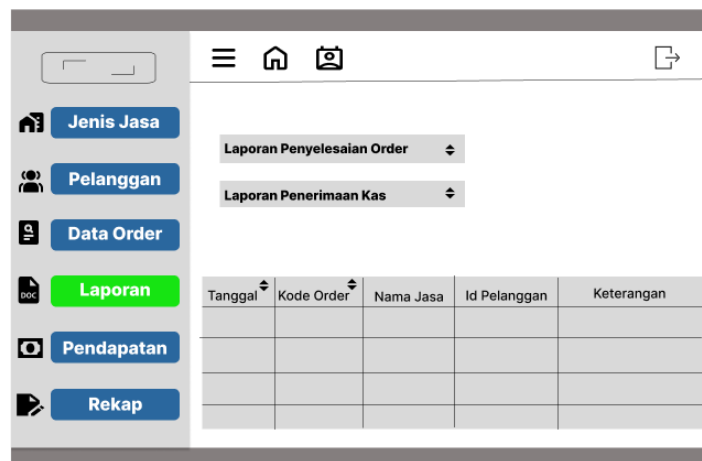 Jenis Jasa
Pelanggan
Data Order
DOC
Laporan
Pendapatan
Rekap
Laporan Penyelesaian Order
Laporan Penerimaan Kas
Tanggal Kode Order Nama Jasa Id Pelanggan Keterangan